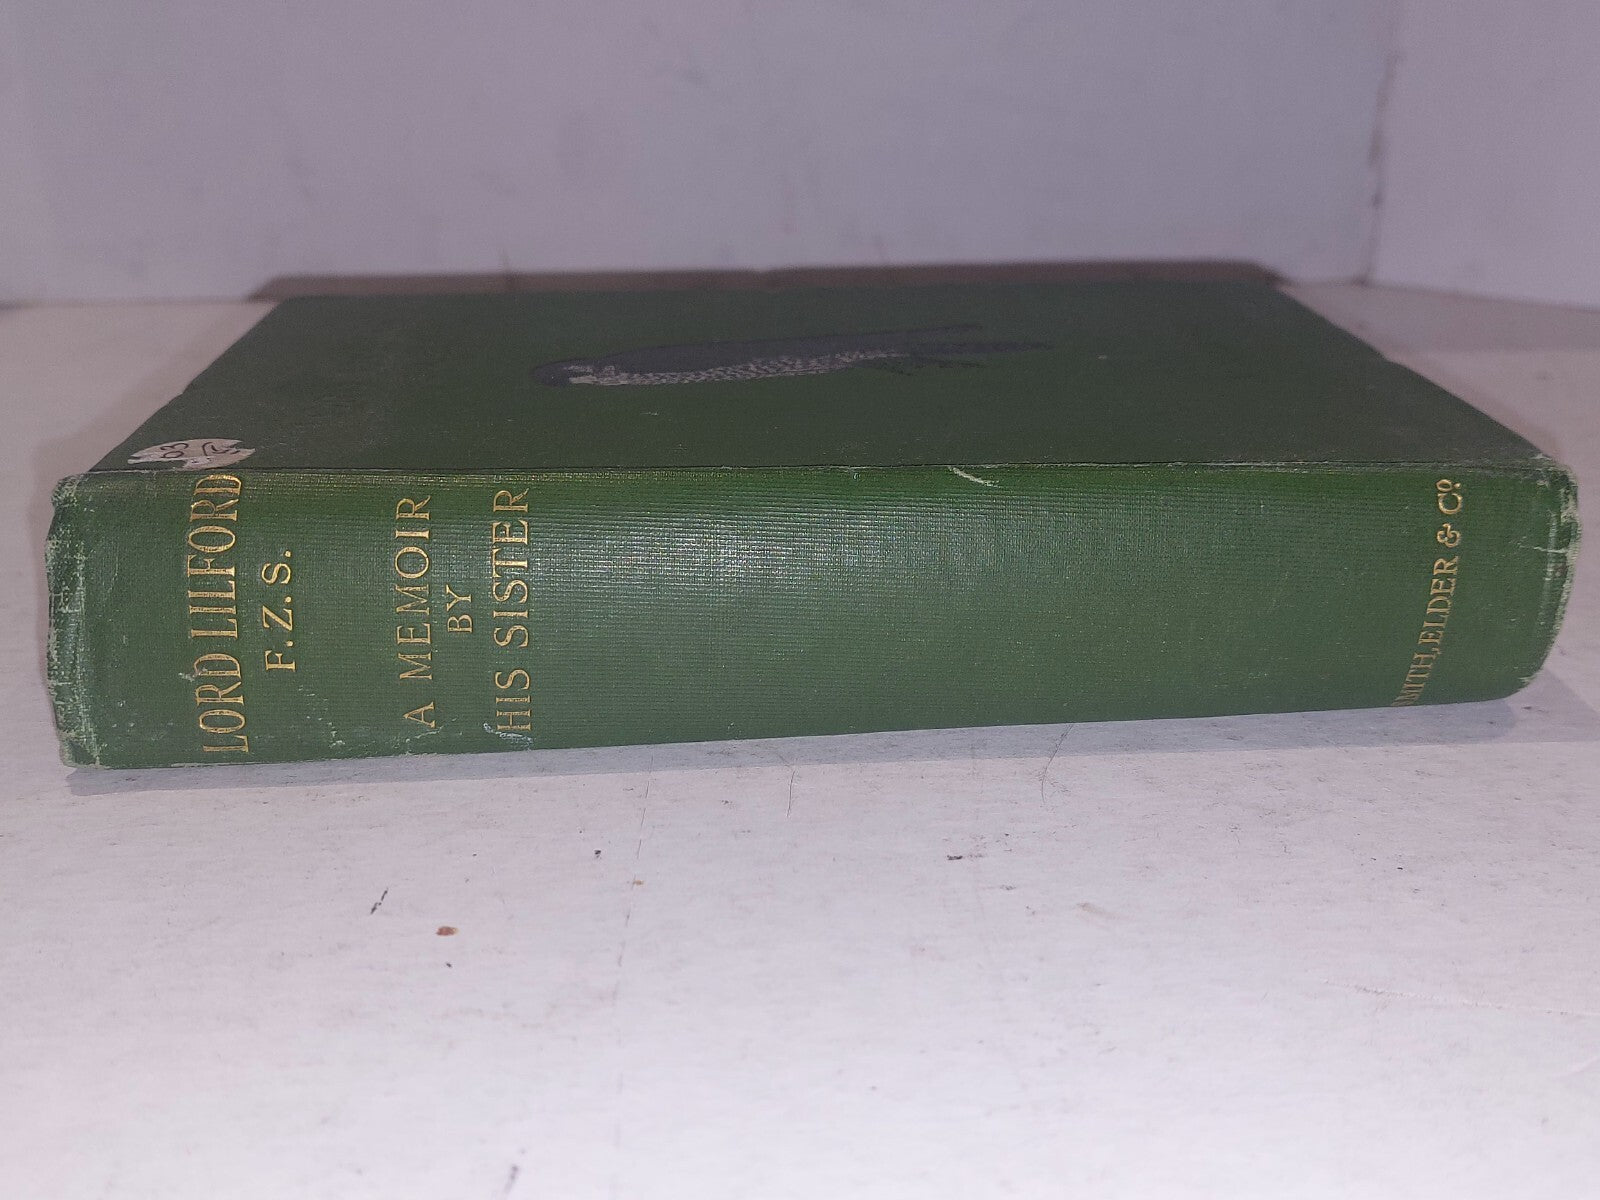 LORD LILFORD
F.Z.S.
A MEMOIR
BY
HIS SISTER
SMITH, ELDER & Co.